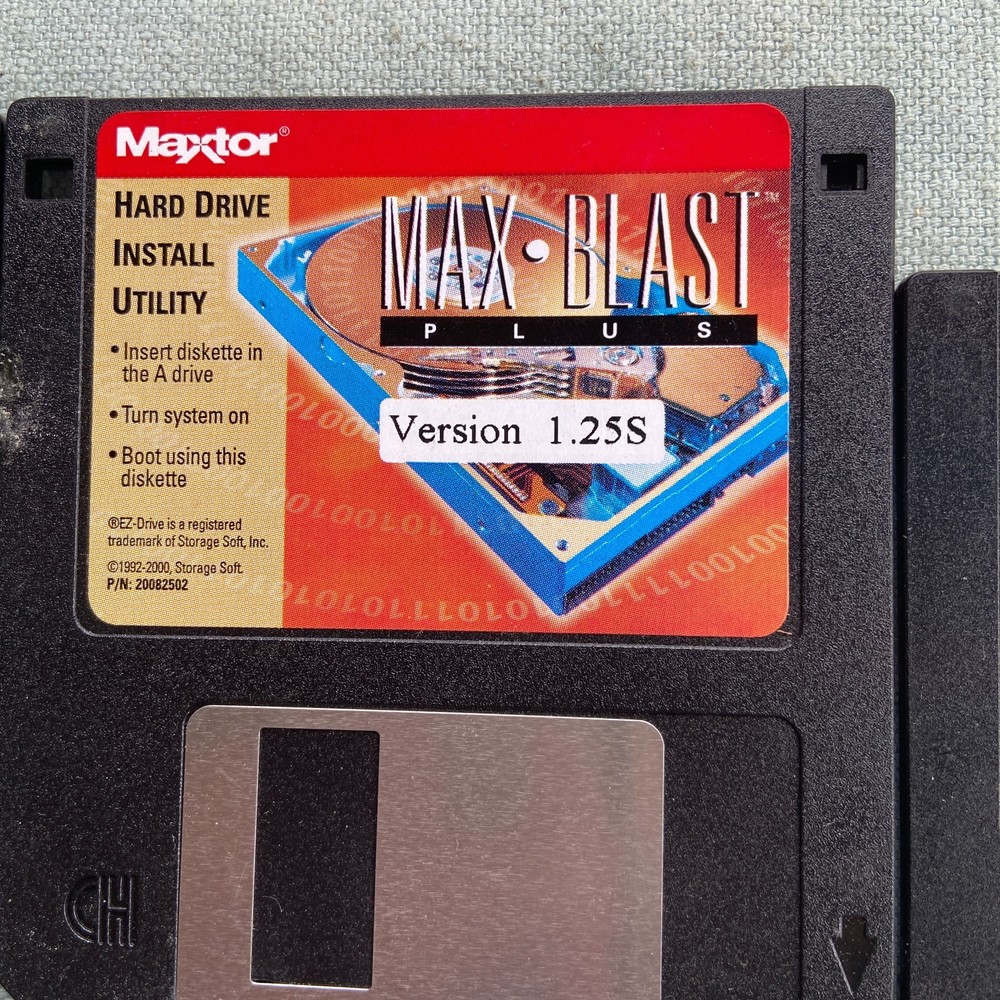 Maxtor®
HARD DRIVE
INSTALL
UTILITY
• Insert diskette in
the A drive
• Turn system on
• Boot using this
diskette
®EZ-Drive is a registered
trademark of Storage Soft, Inc.
©1992-2000, Storage Soft.
P/N: 20082502
MAX•BLAST™
PLUS
Version 1.25S
CH